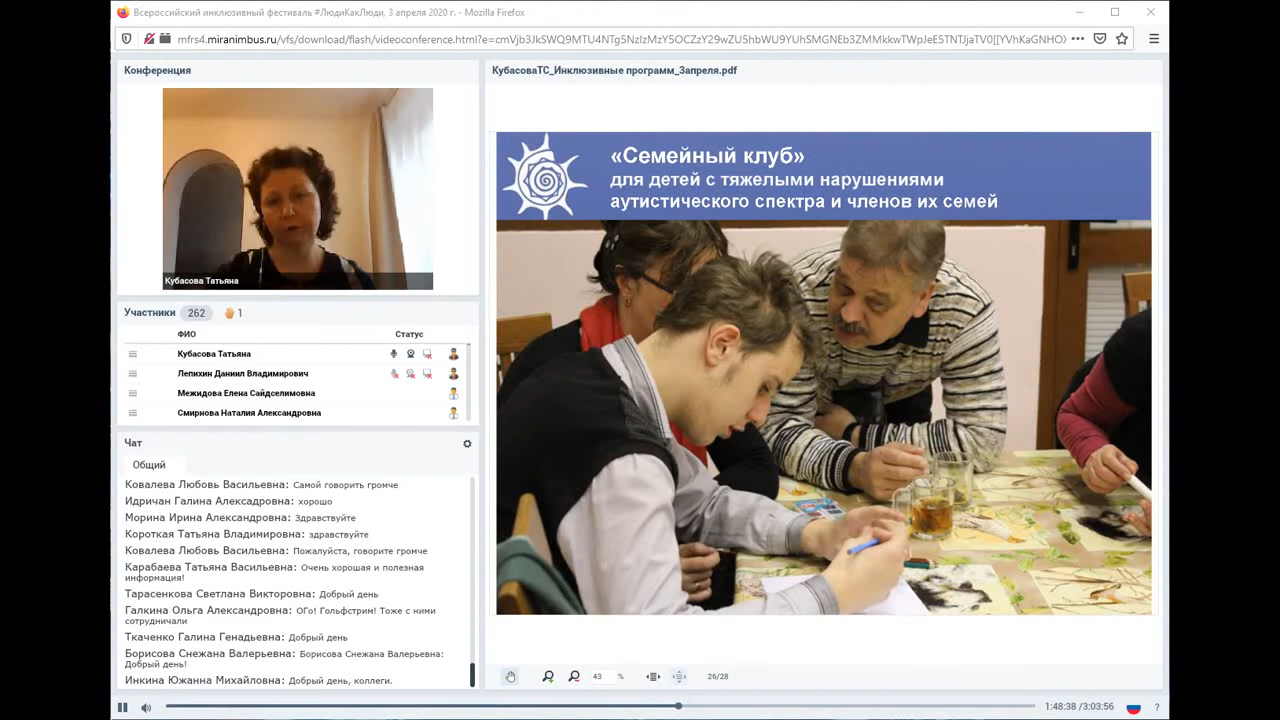 Всероссийский инклюзивный фестиваль #ЛюдиКакЛюди, 3 апреля 2020 г. - Mozilla Firefox
Конференция
Кубасова Татьяна
Участники 262 1
ФИО Статус
Кубасова Татьяна
Лепихин Даниил Владимирович
Межидова Елена Сайдселимовна
Смирнова Наталия Александровна
Чат
Общий
Ковалева Любовь Васильевна: Самой говорить громче
Идричан Галина Алессадровна: хорошо
Морина Ирина Александровна: Здравствуйте
Короткая Татьяна Владимировна: здравствуйте
Ковалева Любовь Васильевна: Пожалуйста, говорите громче
Карабаева Татьяна Васильевна: Очень хорошая и полезная
информация!
Тарасенкова Светлана Викторовна: Добрый день
Галкина Ольга Александровна: ОГо! Гольфстрим! Тоже с ними
сотрудничали
Ткаченко Галина Генадьевна: Добрый день
Борисова Снежана Валерьевна: Борисова Снежана Валерьевна:
Добрый день!
Инкина Южанна Михайловна: Добрый день, коллеги.
КубасоваТС_Инклюзивные программ_3апреля.pdf
«Семейный клуб»
для детей с тяжелыми нарушениями
аутистического спектра и членов их семей
43 % 26/28
1:48:38 /3:03:56 ?